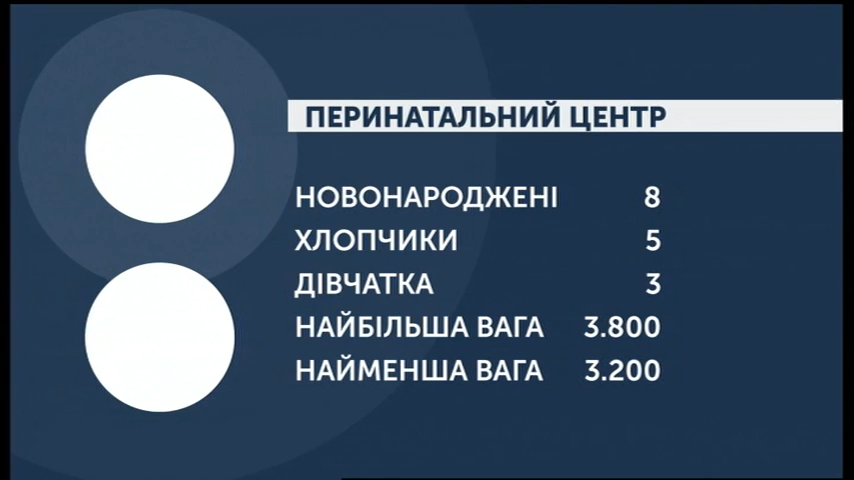 ПЕРИНАТАЛЬНИЙ ЦЕНТР
НОВОНАРОДЖЕНІ 8
ХЛОПЧИКИ 5
ДІВЧАТКА 3
НАЙБІЛЬША ВАГА 3.800
НАЙМЕНША ВАГА 3.200